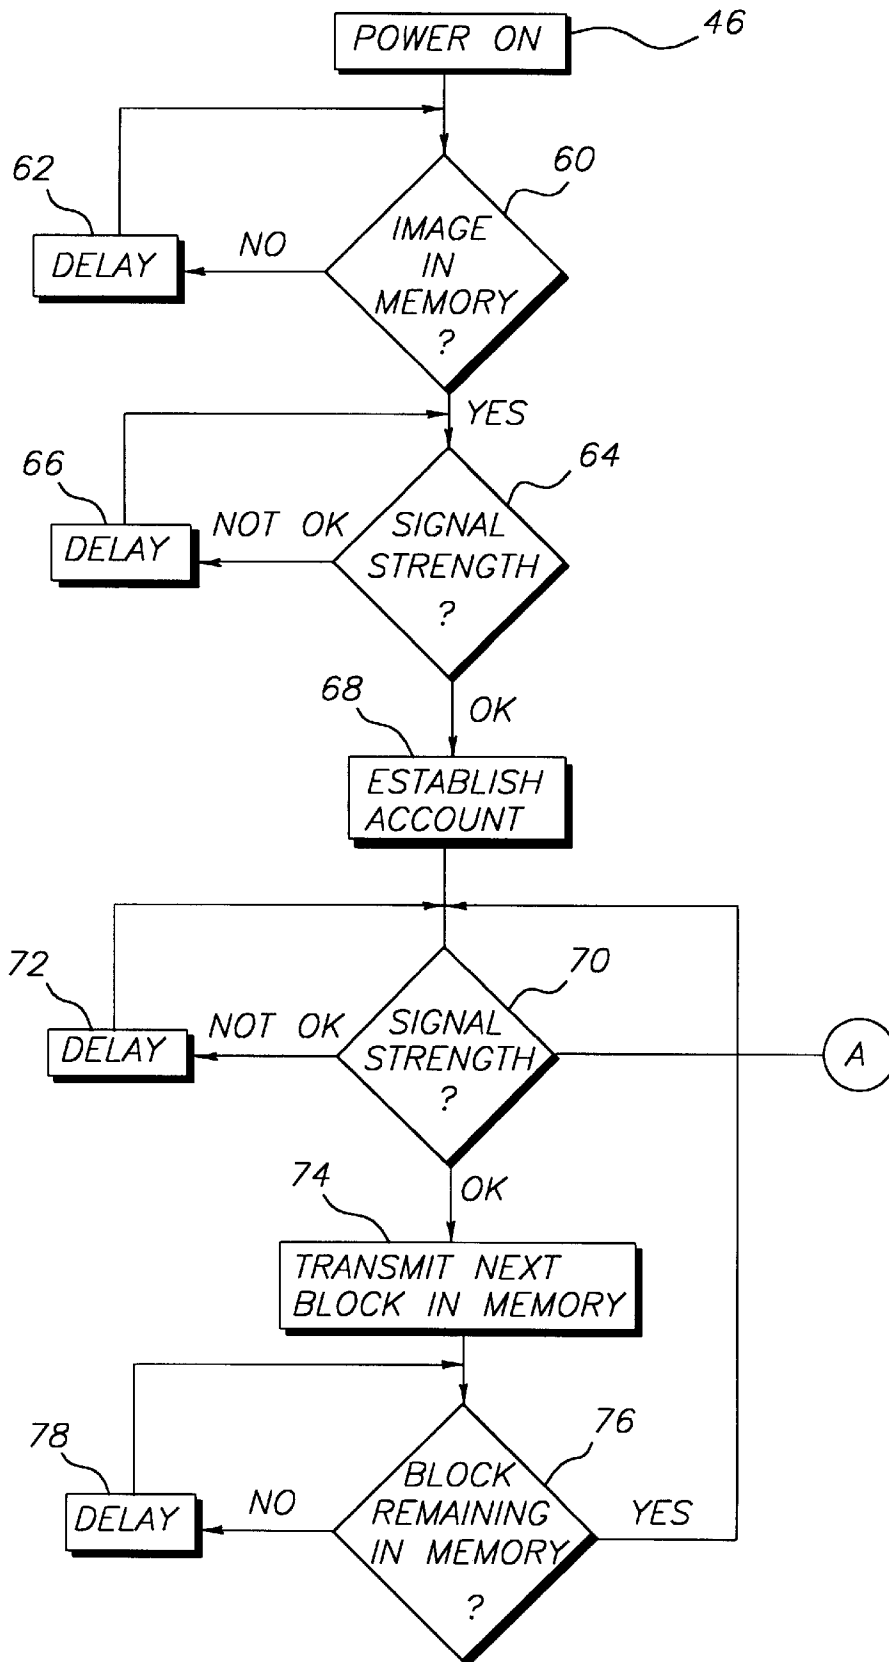 POWER ON
46
62
60
DELAY
NO
IMAGE
IN
MEMORY
?
YES
66
64
DELAY
NOT OK
SIGNAL
STRENGTH
?
68
OK
ESTABLISH
ACCOUNT
72
70
DELAY
NOT OK
SIGNAL
STRENGTH
?
A
74
OK
TRANSMIT NEXT
BLOCK IN MEMORY
78
76
DELAY
NO
BLOCK
REMAINING
IN MEMORY
?
YES